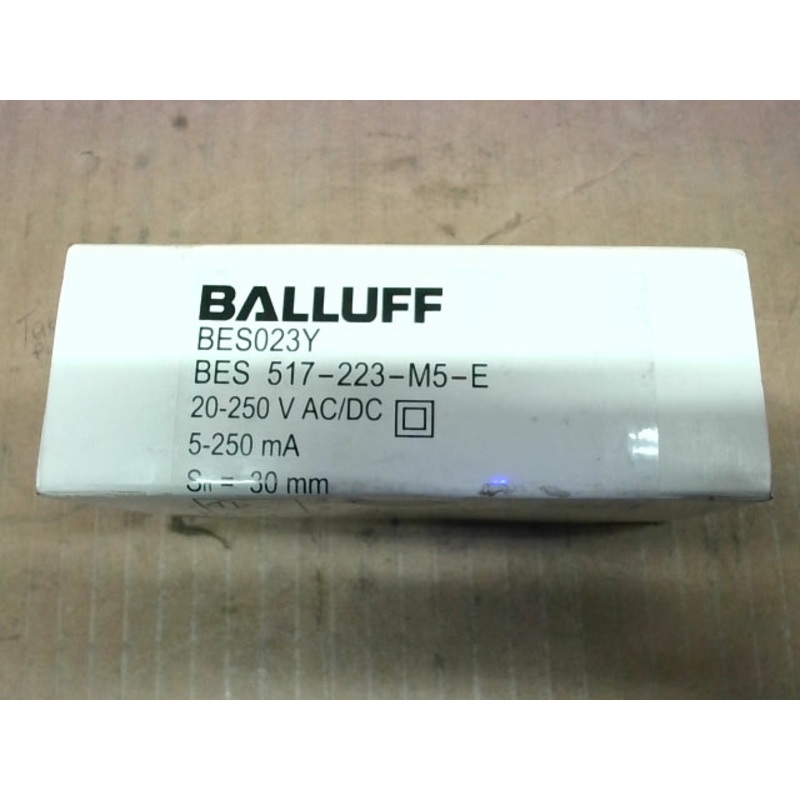 BALLUFF
BES023Y
BES 517-223-M5-E
20-250 V AC/DC
5-250 mA
Sn = 30 mm